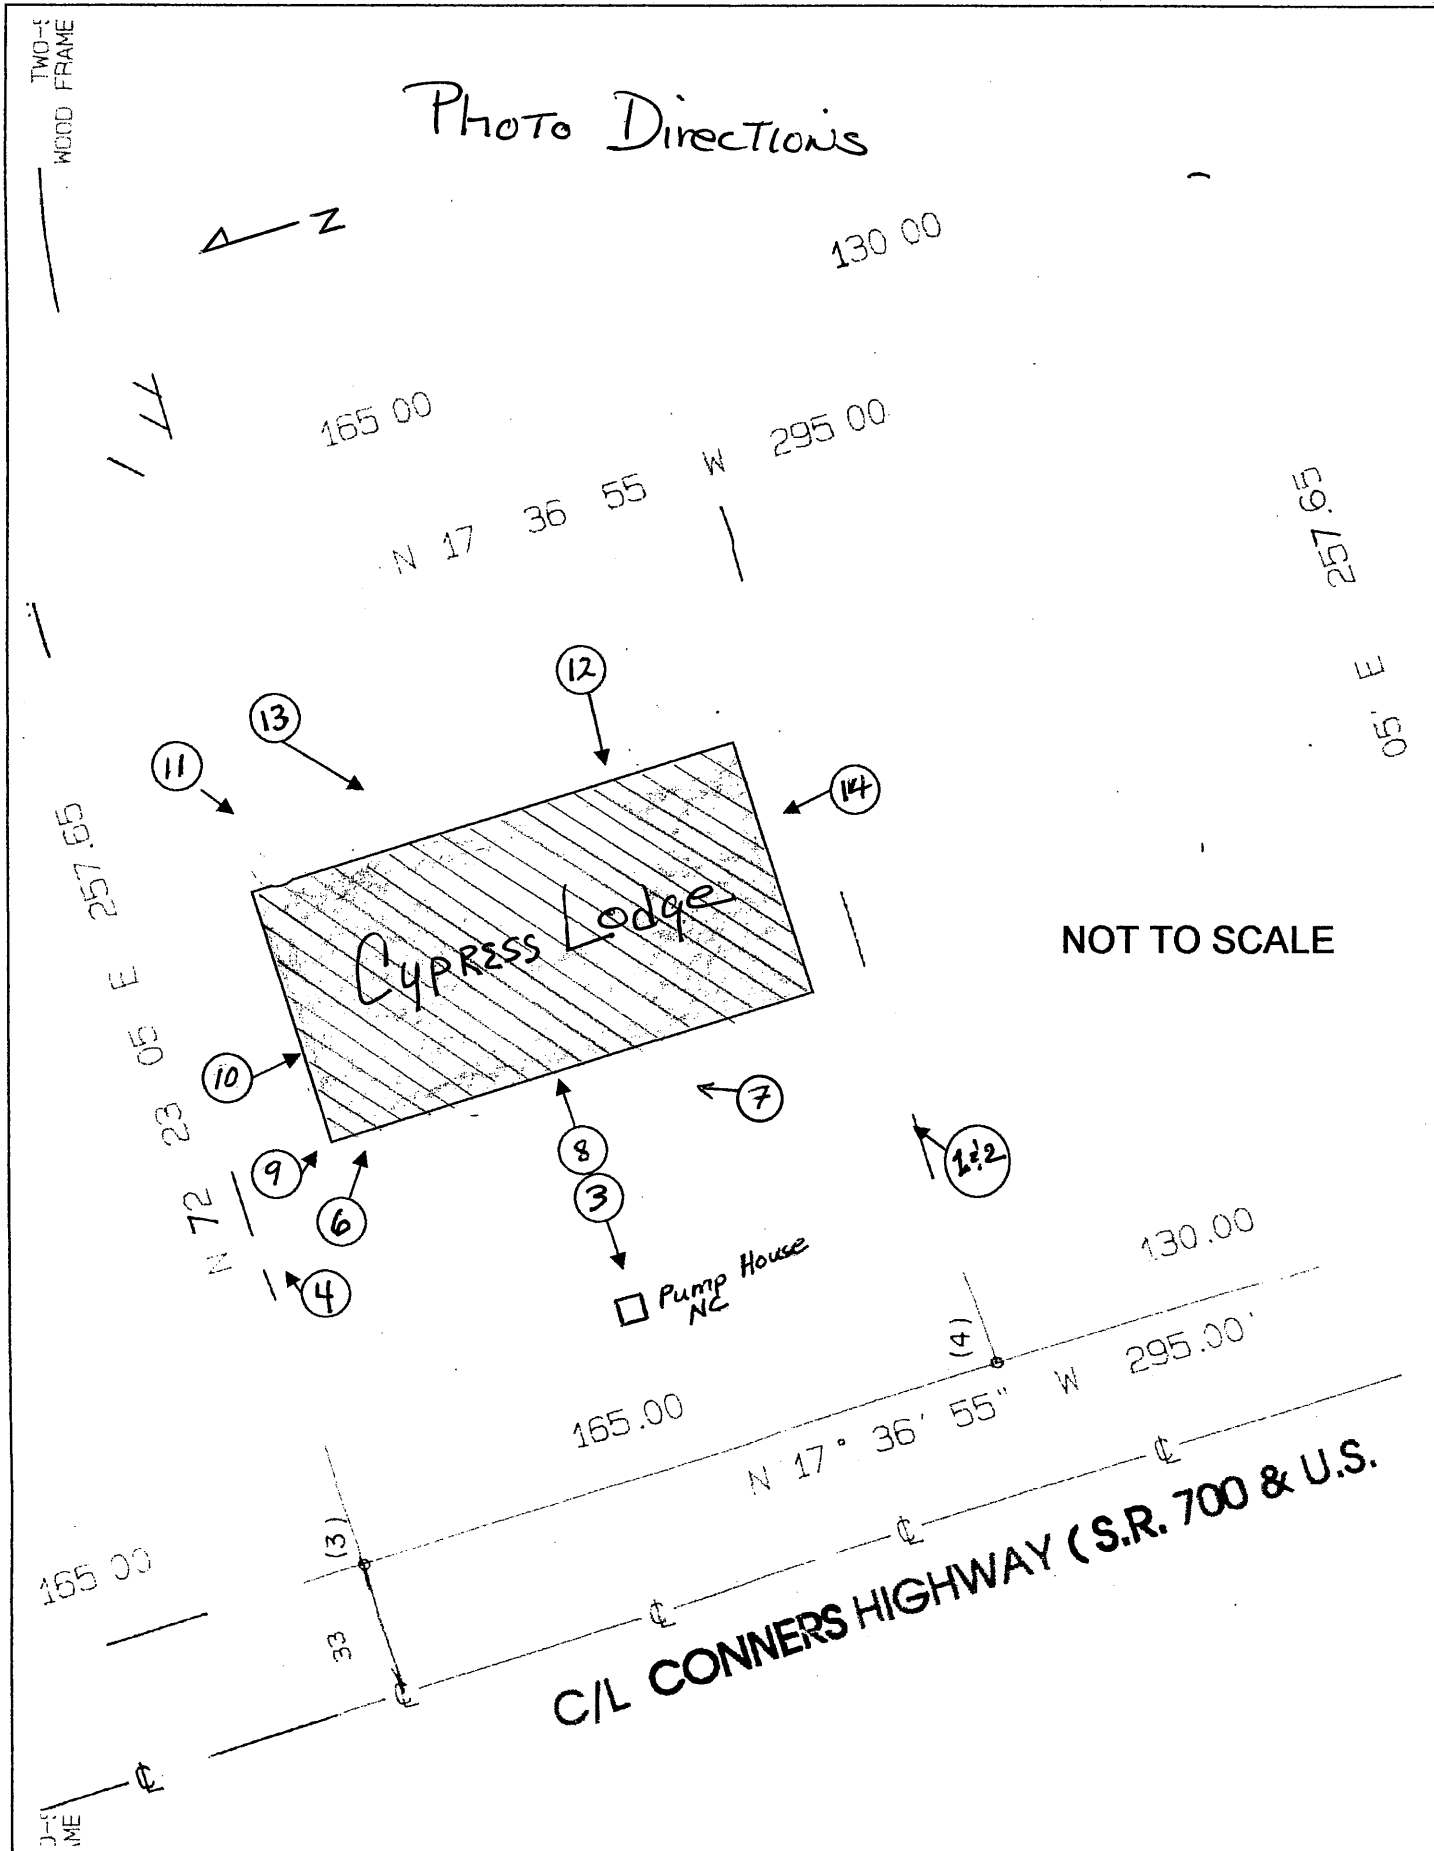 TWO-S
WOOD FRAME
PHOTO DIRECTIONS
N
130 00
165 00
N 17 36 55 W 295 00
257.65
05' E
12
13
11
14
257.65
N 72 23 05 E
Cypress Lodge
NOT TO SCALE
10
7
8
9
1&2
3
6
4
Pump House
NC
130.00
(4)
165.00
N 17° 36' 55" W 295.00'
(3)
165 00
33
C/L CONNERS HIGHWAY (S.R. 700 & U.S.